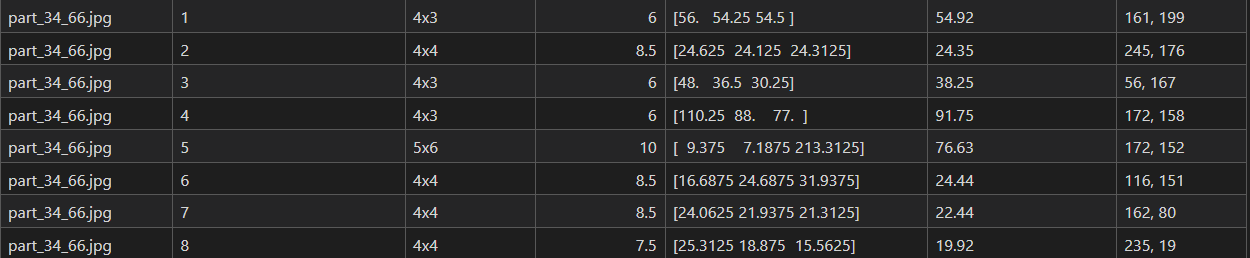 part_34_66.jpg 1 4x3 6 [56.   54.25 54.5 ] 54.92 161, 199
part_34_66.jpg 2 4x4 8.5 [24.625  24.125  24.3125] 24.35 245, 176
part_34_66.jpg 3 4x3 6 [48.   36.5  30.25] 38.25 56, 167
part_34_66.jpg 4 4x3 6 [110.25  88.    77.  ] 91.75 172, 158
part_34_66.jpg 5 5x6 10 [  9.375    7.1875 213.3125] 76.63 172, 152
part_34_66.jpg 6 4x4 8.5 [16.6875 24.6875 31.9375] 24.44 116, 151
part_34_66.jpg 7 4x4 8.5 [24.0625 21.9375 21.3125] 22.44 162, 80
part_34_66.jpg 8 4x4 7.5 [25.3125 18.875  15.5625] 19.92 235, 19